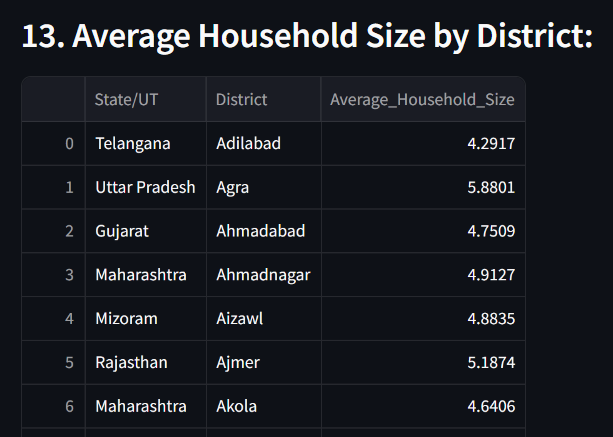 13. Average Household Size by District:
State/UT District Average_Household_Size
0 Telangana Adilabad 4.2917
1 Uttar Pradesh Agra 5.8801
2 Gujarat Ahmadabad 4.7509
3 Maharashtra Ahmadnagar 4.9127
4 Mizoram Aizawl 4.8835
5 Rajasthan Ajmer 5.1874
6 Maharashtra Akola 4.6406